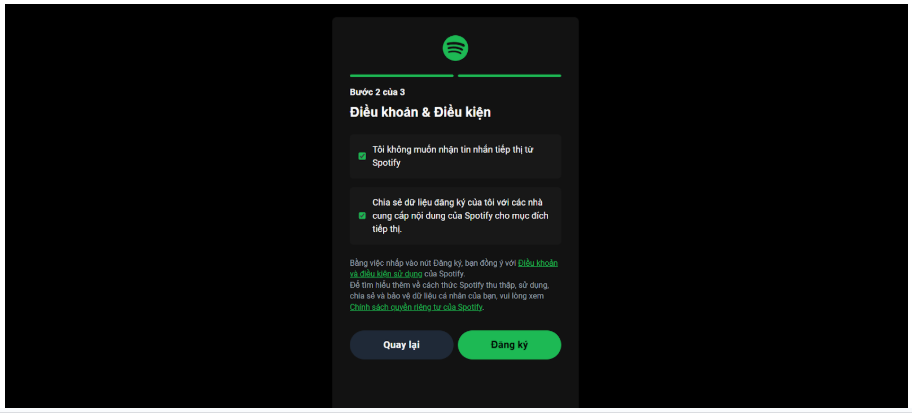 Bước 2 của 3
Điều khoản & Điều kiện
Tôi không muốn nhận tin nhắn tiếp thị từ
Spotify
Chia sẻ dữ liệu đăng ký của tôi với các nhà
cung cấp nội dung của Spotify cho mục đích
tiếp thị.
Bằng việc nhấp vào nút Đăng ký, bạn đồng ý với Điều khoản
và điều kiện sử dụng của Spotify.
Để tìm hiểu thêm về cách thức Spotify thu thập, sử dụng,
chia sẻ và bảo vệ dữ liệu cá nhân của bạn, vui lòng xem
Chính sách quyền riêng tư của Spotify.
Quay lại
Đăng ký